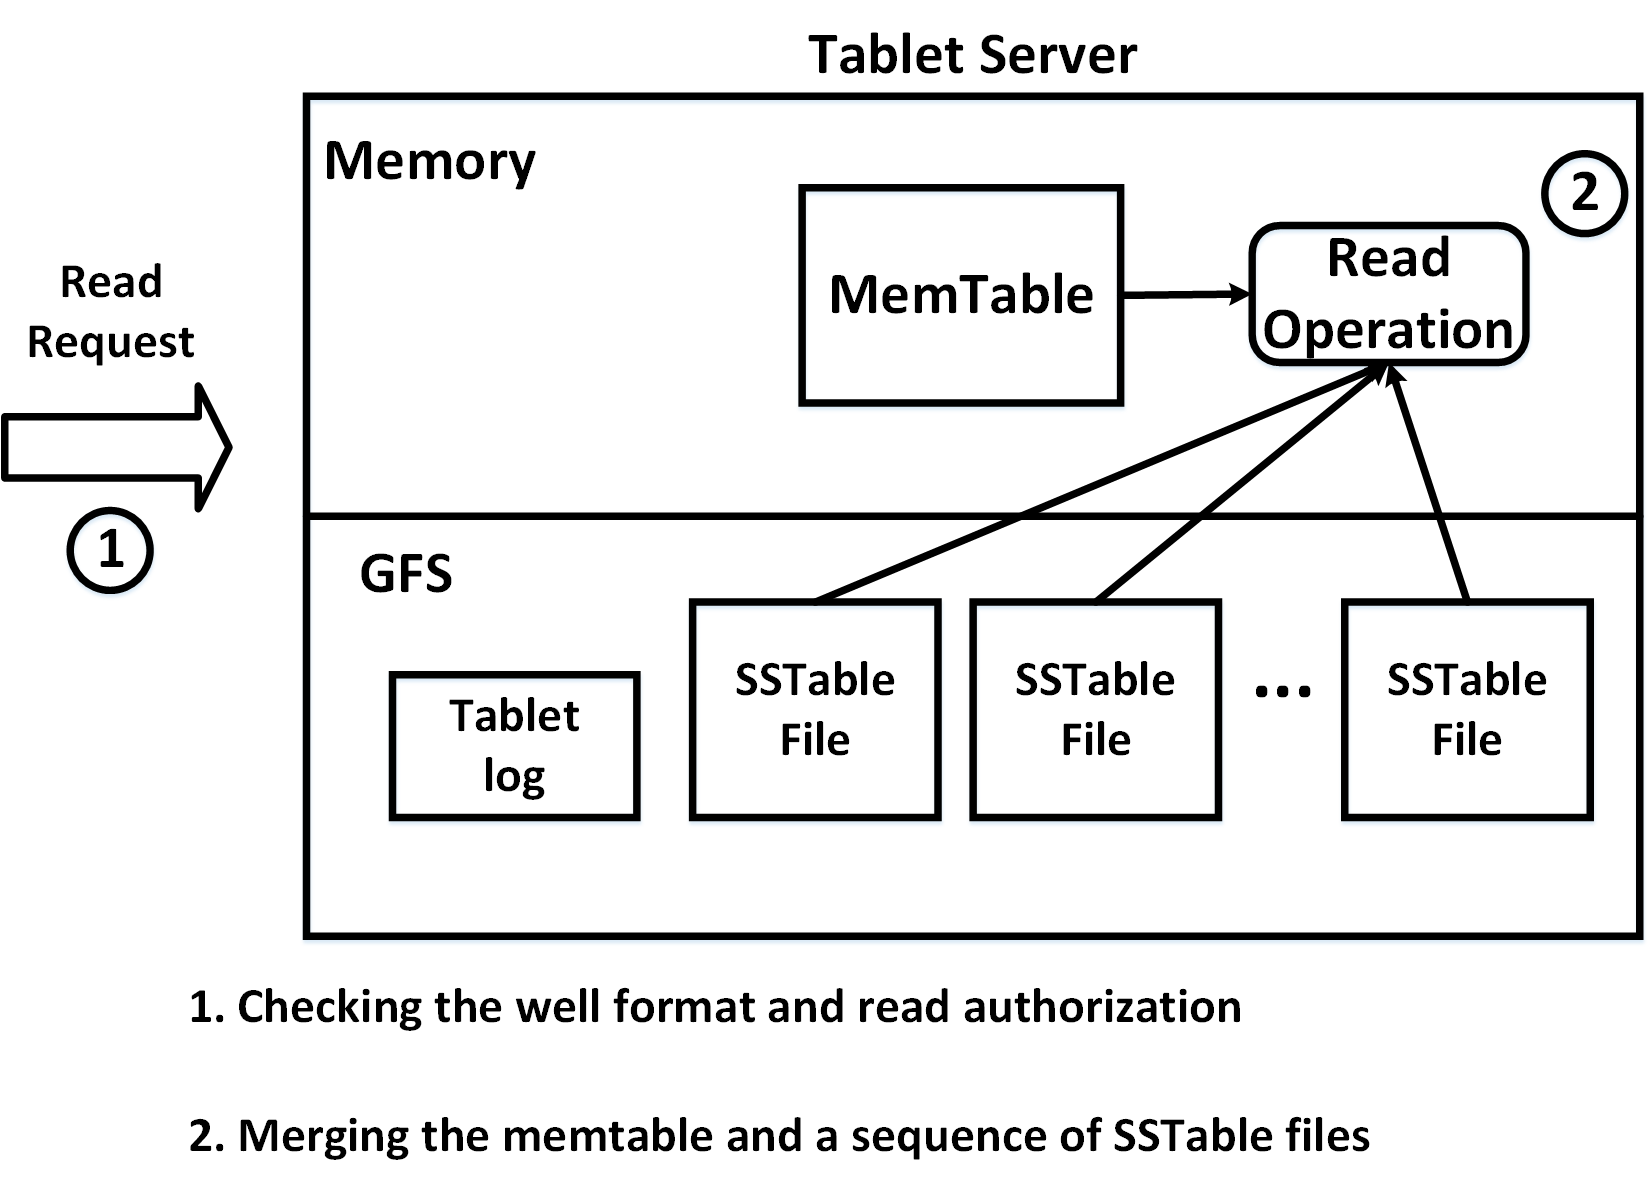 Tablet Server
Memory
2
Read
Operation
MemTable
Read
Request
1
GFS
Tablet
log
SSTable
File
SSTable
File
...
SSTable
File
1. Checking the well format and read authorization
2. Merging the memtable and a sequence of SSTable files